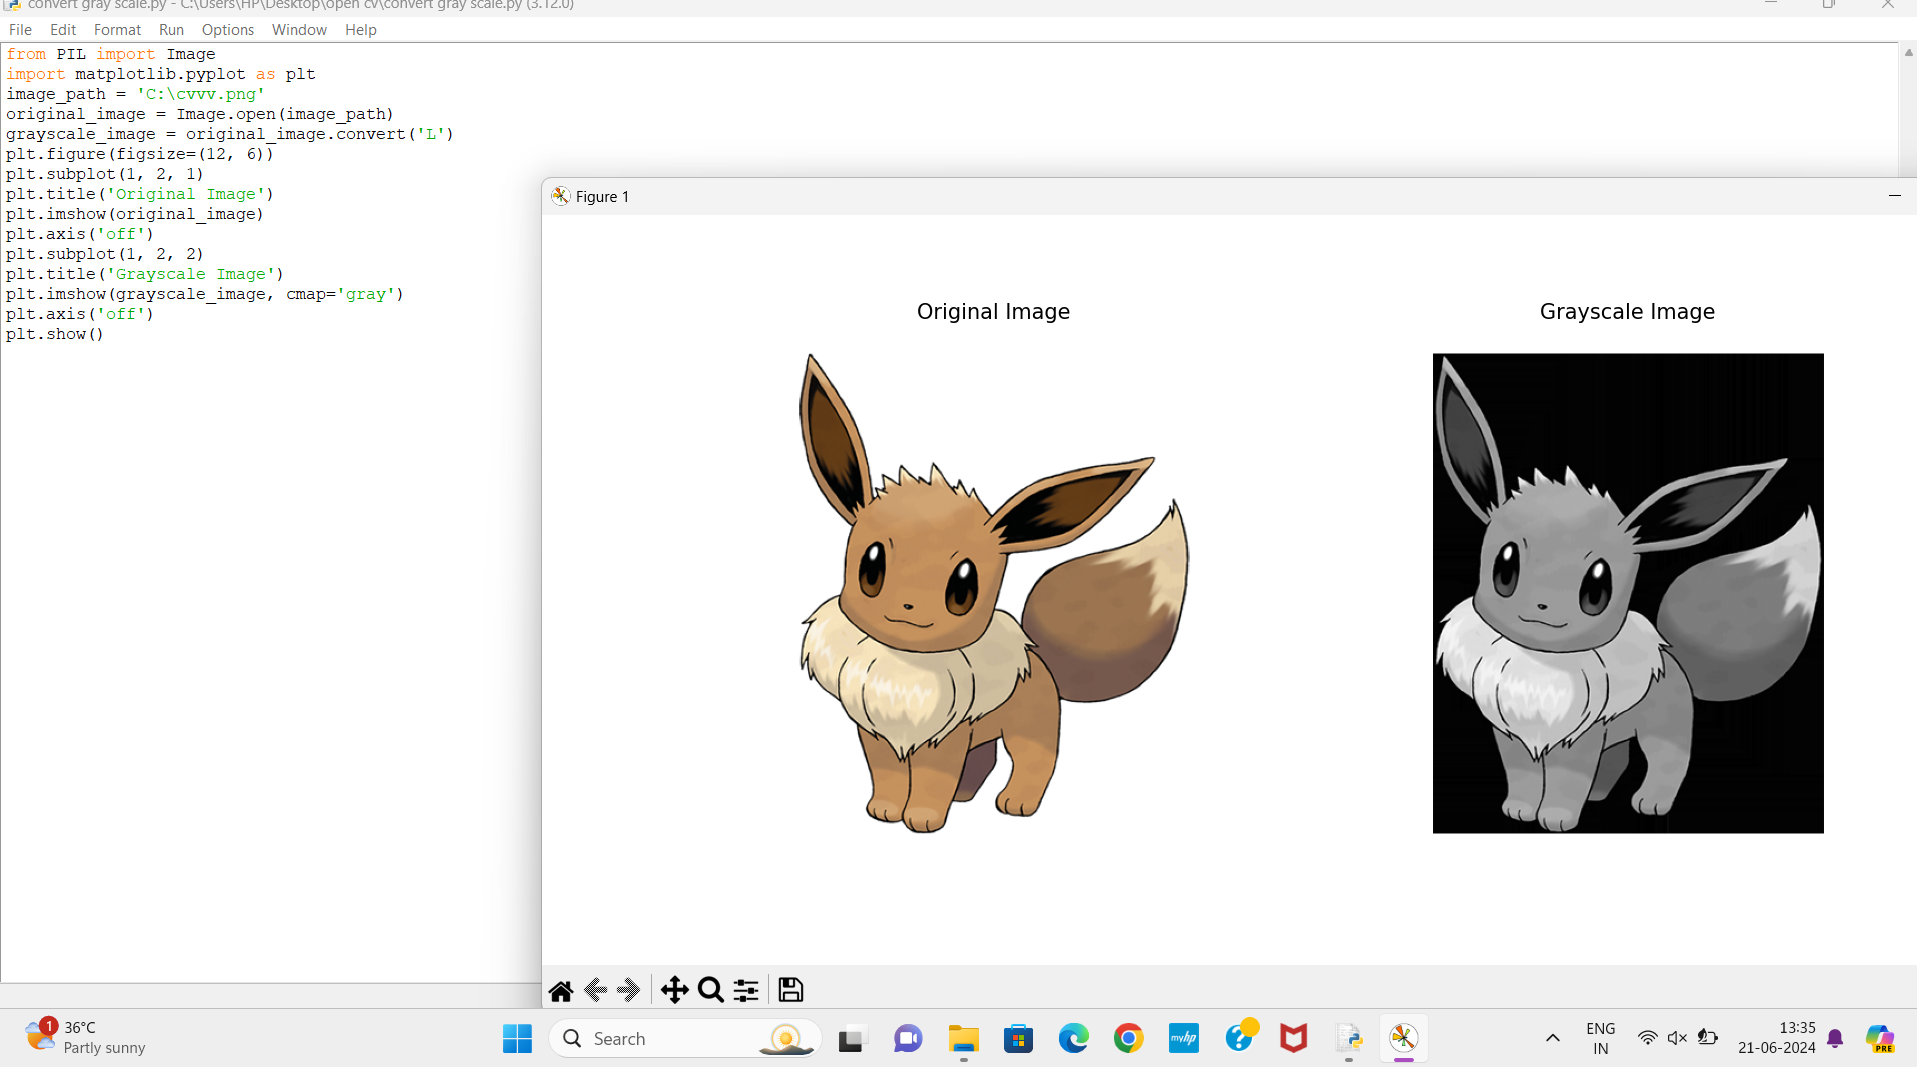 convert gray scale.py - C:\Users\HP\Desktop\open cv\convert gray scale.py (3.12.0)
File Edit Format Run Options Window Help
from PIL import Image
import matplotlib.pyplot as plt
image_path = 'C:\cvvv.png'
original_image = Image.open(image_path)
grayscale_image = original_image.convert('L')
plt.figure(figsize=(12, 6))
plt.subplot(1, 2, 1)
plt.title('Original Image')
plt.imshow(original_image)
plt.axis('off')
plt.subplot(1, 2, 2)
plt.title('Grayscale Image')
plt.imshow(grayscale_image, cmap='gray')
plt.axis('off')
plt.show()
Figure 1
Original Image
Grayscale Image
1
36°C
Partly sunny
Search
myhp
?
ENG
IN
13:35
21-06-2024
PRE